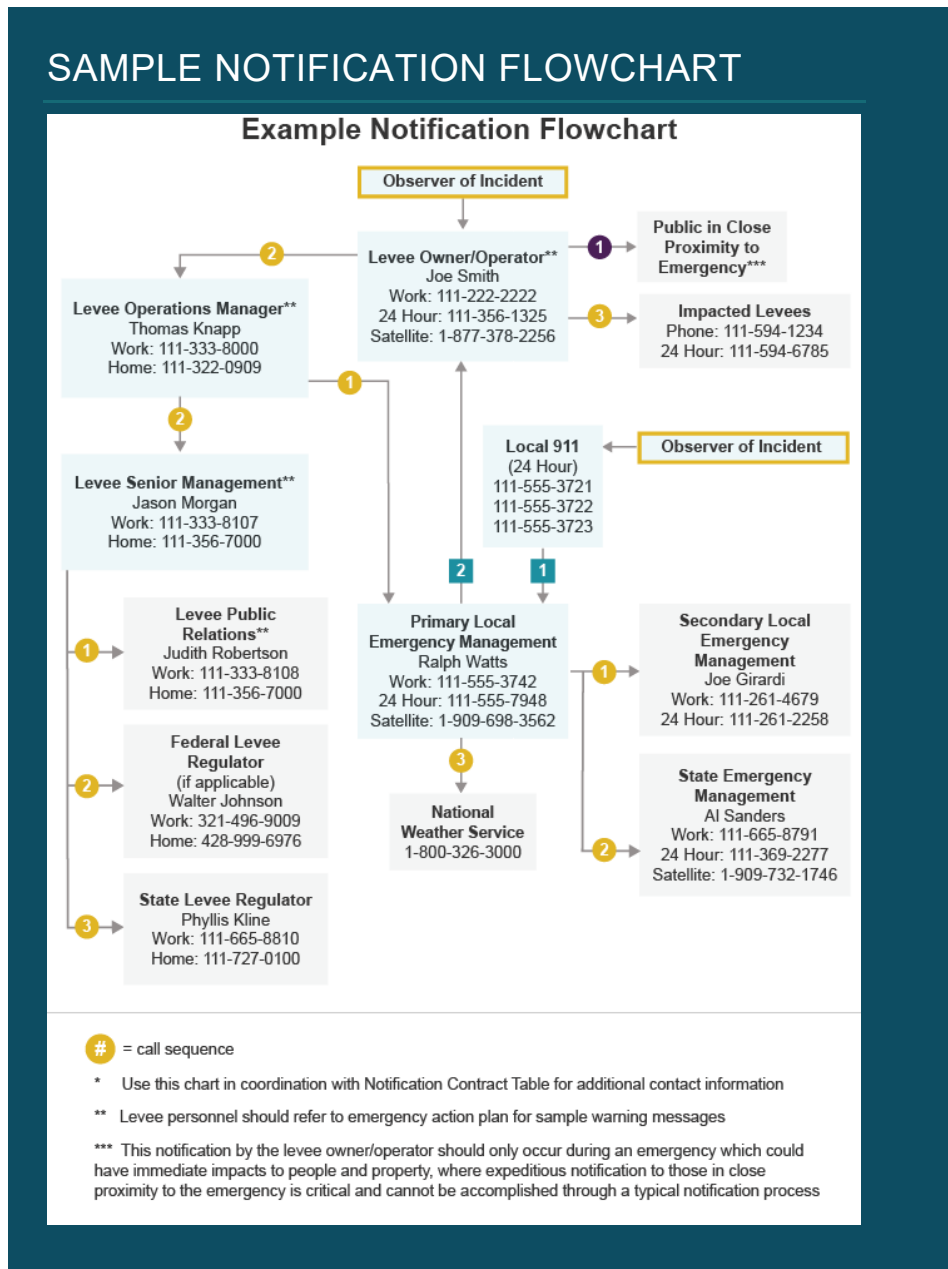 SAMPLE NOTIFICATION FLOWCHART
Example Notification Flowchart
Observer of Incident
Levee Owner/Operator**
Joe Smith
Work: 111-222-2222
24 Hour: 111-356-1325
Satellite: 1-877-378-2256
1
Public in Close
Proximity to
Emergency***
2
Levee Operations Manager**
Thomas Knapp
Work: 111-333-8000
Home: 111-322-0909
3
Impacted Levees
Phone: 111-594-1234
24 Hour: 111-594-6785
1
2
Levee Senior Management**
Jason Morgan
Work: 111-333-8107
Home: 111-356-7000
Local 911
(24 Hour)
111-555-3721
111-555-3722
111-555-3723
Observer of Incident
2
1
Primary Local
Emergency Management
Ralph Watts
Work: 111-555-3742
24 Hour: 111-555-7948
Satellite: 1-909-698-3562
1
Levee Public
Relations**
Judith Robertson
Work: 111-333-8108
Home: 111-356-7000
1
Secondary Local
Emergency
Management
Joe Girardi
Work: 111-261-4679
24 Hour: 111-261-2258
2
Federal Levee
Regulator
(if applicable)
Walter Johnson
Work: 321-496-9009
Home: 428-999-6976
3
National
Weather Service
1-800-326-3000
2
State Emergency
Management
Al Sanders
Work: 111-665-8791
24 Hour: 111-369-2277
Satellite: 1-909-732-1746
3
State Levee Regulator
Phyllis Kline
Work: 111-665-8810
Home: 111-727-0100
# = call sequence
* Use this chart in coordination with Notification Contract Table for additional contact information
** Levee personnel should refer to emergency action plan for sample warning messages
*** This notification by the levee owner/operator should only occur during an emergency which could
have immediate impacts to people and property, where expeditious notification to those in close
proximity to the emergency is critical and cannot be accomplished through a typical notification process